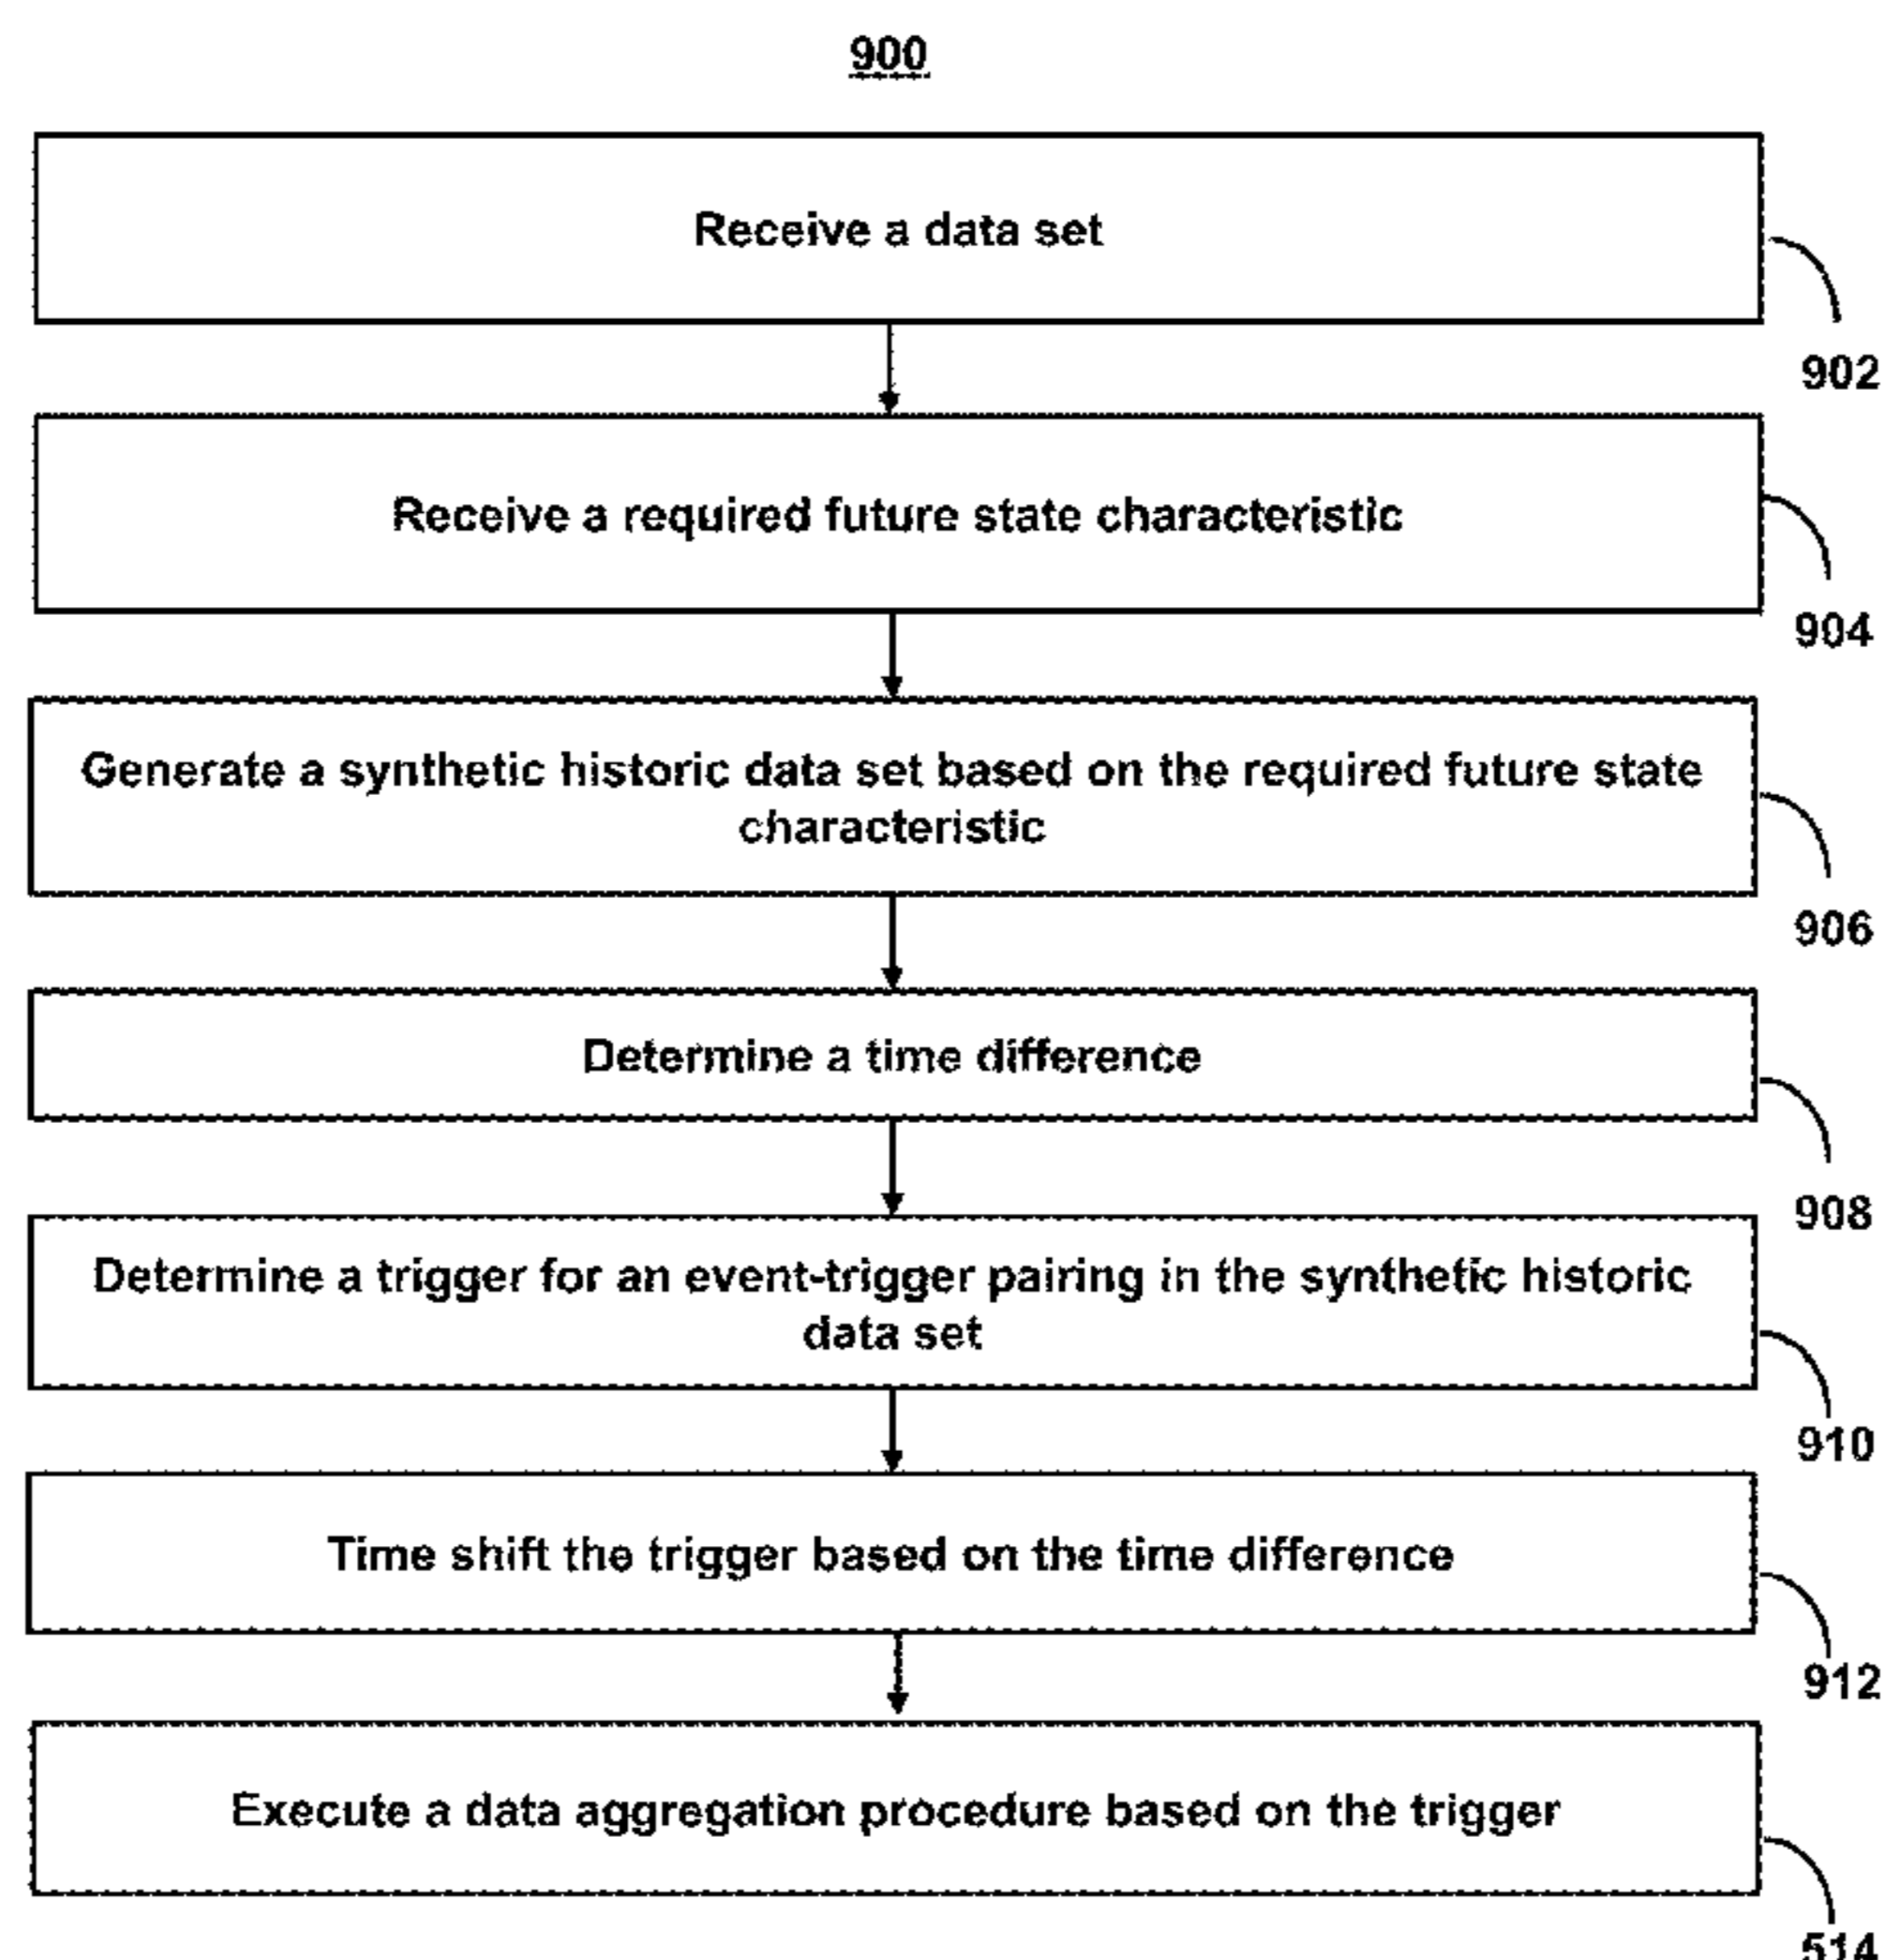 900
Receive a data set
902
Receive a required future state characteristic
904
Generate a synthetic historic data set based on the required future state
characteristic
906
Determine a time difference
908
Determine a trigger for an event-trigger pairing in the synthetic historic
data set
910
Time shift the trigger based on the time difference
912
Execute a data aggregation procedure based on the trigger
514